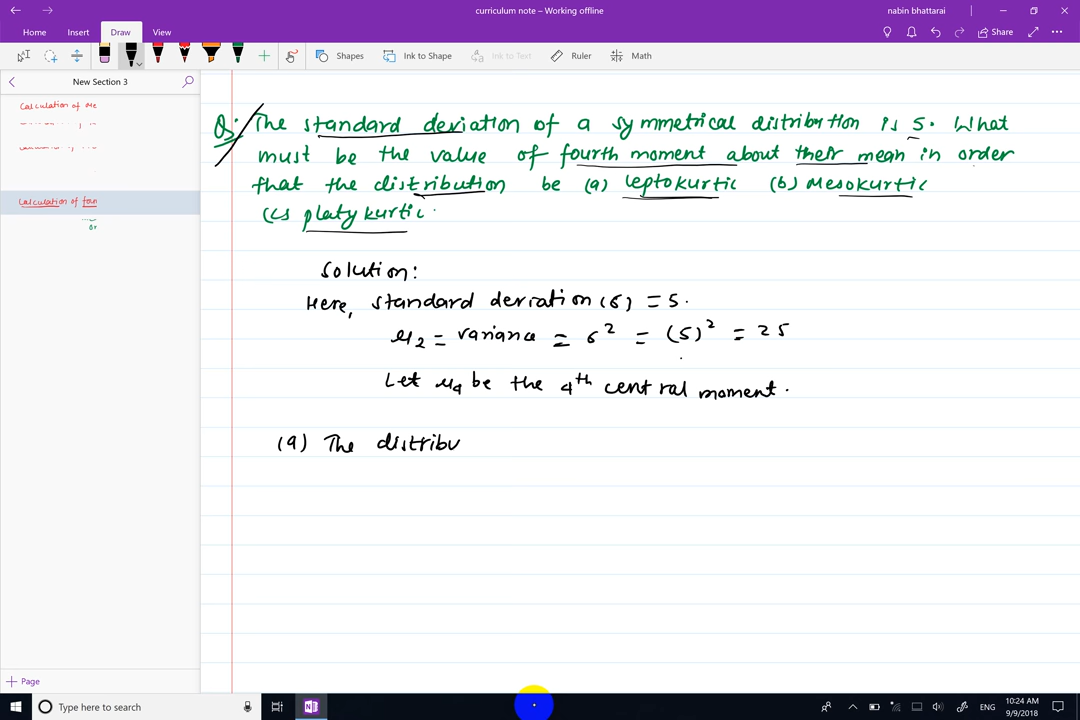 curriculum note – Working offline
nabin bhattarai
Home Insert Draw View
Share
Shapes Ink to Shape Ink to Text Ruler Math
New Section 3
Calculation of Me
Calculation of fou
Q: The standard deviation of a symmetrical distribution is 5. What
must be the value of fourth moment about their mean in order
that the distribution be (a) leptokurtic (b) Mesokurtic
(c) platykurtic.
Solution:
Here, standard deviation (σ) = 5.
μ₂ = variance = σ² = (5)² = 25
Let μ₄ be the 4th central moment.
(a) The distribu
Page
Type here to search
ENG
10:24 AM
9/9/2018